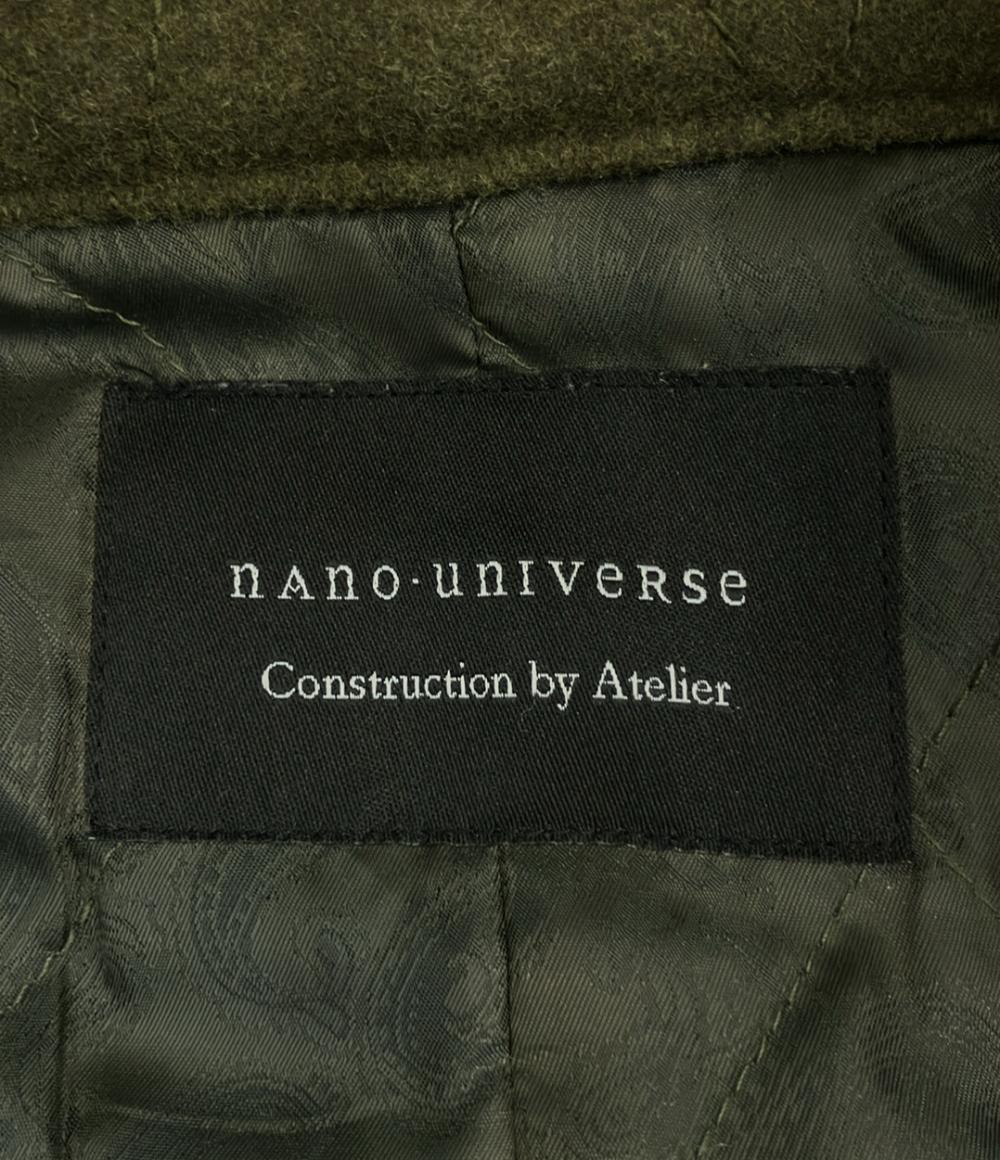 nano·universe
Construction by Atelier